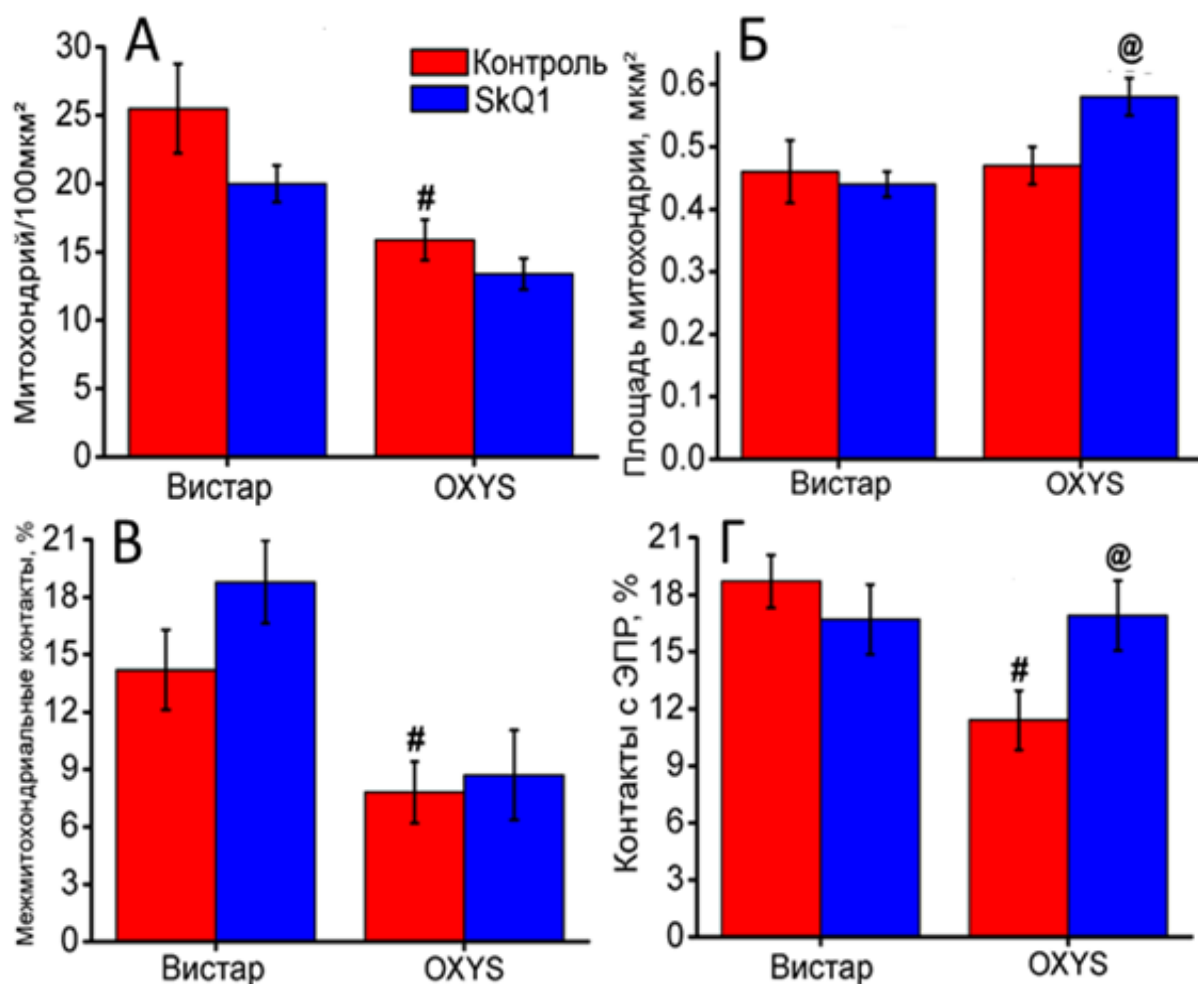 А
Митохондрий/100мкм²
30
25
20
15
10
5
0
Контроль
SkQ1
#
Вистар
OXYS
Б
Площадь митохондрии, мкм²
0.6
0.5
0.4
0.3
0.2
0.1
0.0
@
Вистар
OXYS
В
Межмитохондриальные контакты, %
21
18
15
12
9
6
3
0
#
Вистар
OXYS
Г
Контакты с ЭПР, %
21
18
15
12
9
6
3
0
#
@
Вистар
OXYS